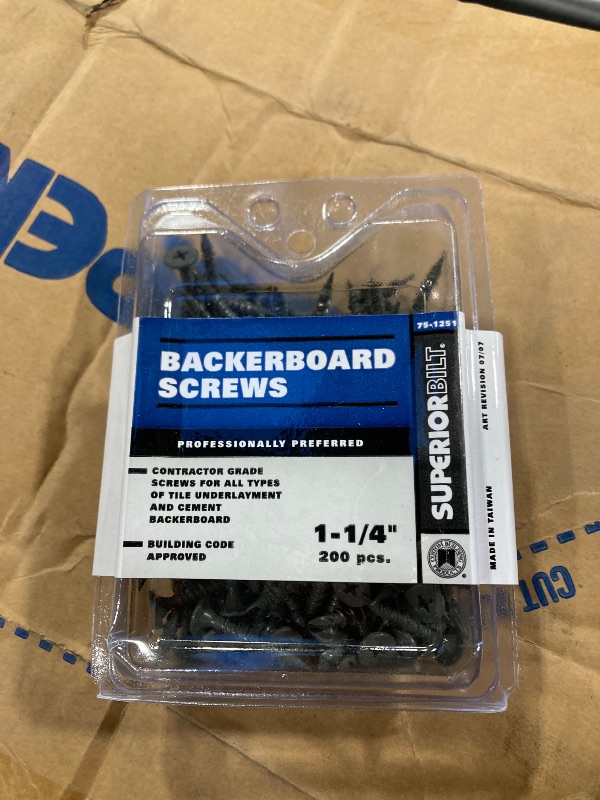 75-1251
BACKERBOARD
SCREWS
PROFESSIONALLY PREFERRED
CONTRACTOR GRADE
SCREWS FOR ALL TYPES
OF TILE UNDERLAYMENT
AND CEMENT
BACKERBOARD
BUILDING CODE
APPROVED
1-1/4"
200 pcs.
SUPERIORBILT®
ART REVISION 07/07
MADE IN TAIWAN
CUT